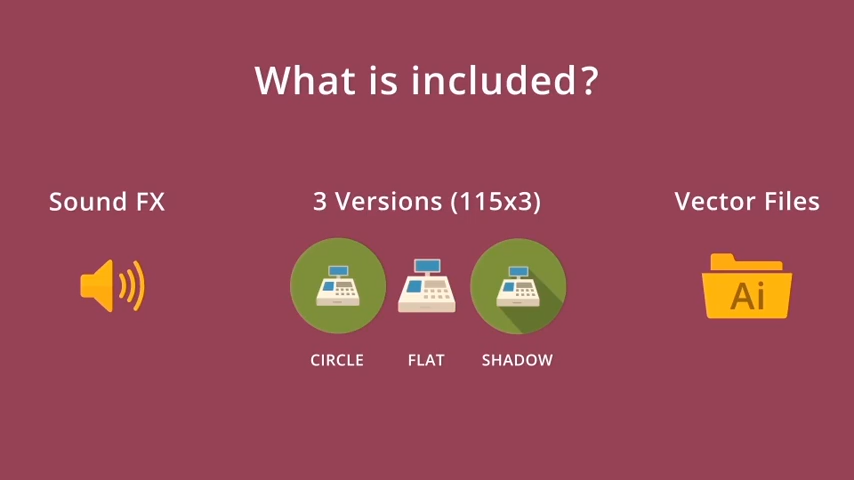 What is included?
Sound FX
3 Versions (115x3)
Vector Files
Ai
CIRCLE
FLAT
SHADOW